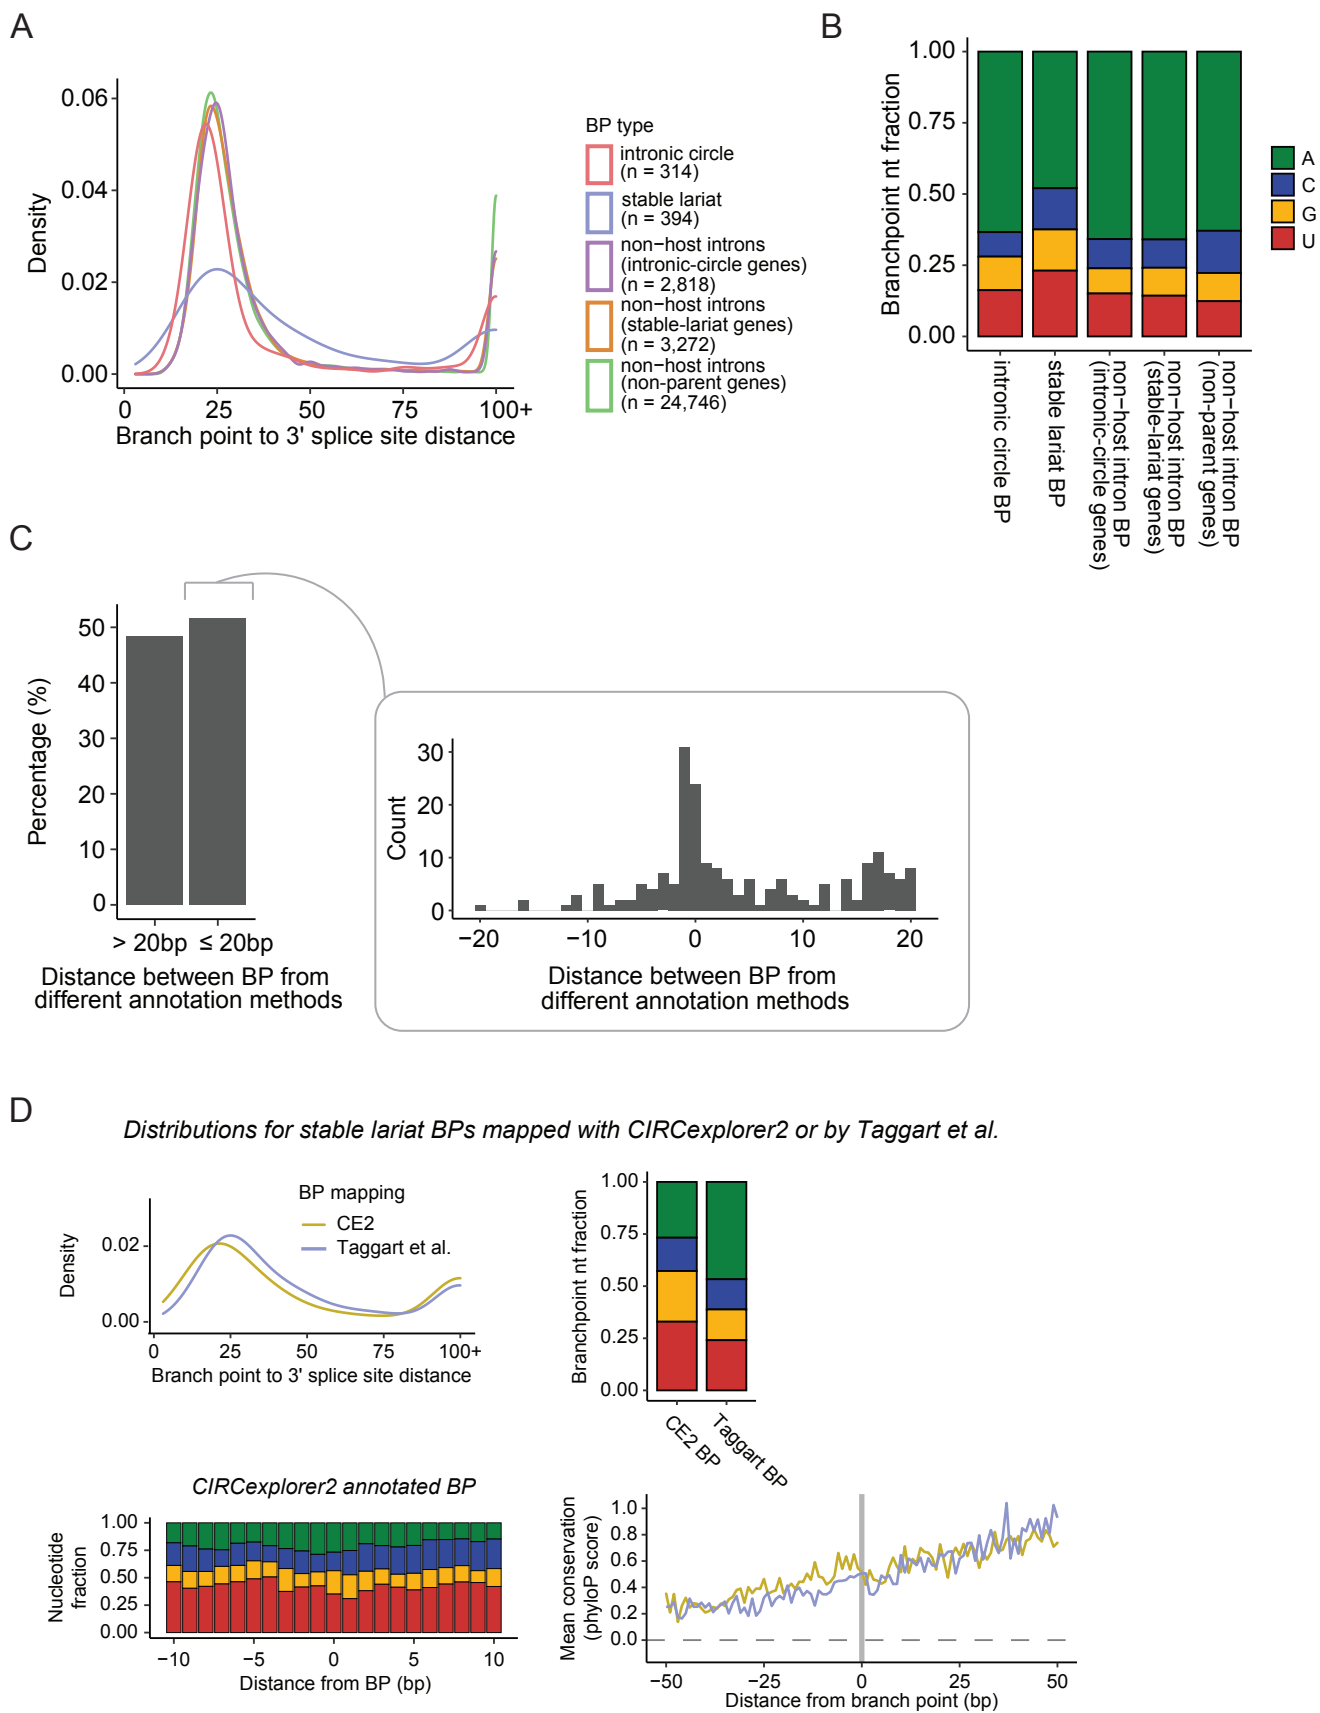 A
0.06
0.04
0.02
0.00
Density
0
25
50
75
100+
Branch point to 3' splice site distance
BP type
intronic circle
(n = 314)
stable lariat
(n = 394)
non−host introns
(intronic−circle genes)
(n = 2,818)
non−host introns
(stable−lariat genes)
(n = 3,272)
non−host introns
(non−parent genes)
(n = 24,746)
B
1.00
0.75
0.50
0.25
0.00
Branchpoint nt fraction
intronic circle BP
stable lariat BP
non−host intron BP
(intronic−circle genes)
non−host intron BP
(stable−lariat genes)
non−host intron BP
(non−parent genes)
A
C
G
U
C
50
40
30
20
10
0
Percentage (%)
> 20bp
≤ 20bp
Distance between BP from
different annotation methods
30
20
10
0
Count
−20
−10
0
10
20
Distance between BP from
different annotation methods
D
Distributions for stable lariat BPs mapped with CIRCexplorer2 or by Taggart et al.
BP mapping
CE2
Taggart et al.
0.02
0.00
Density
0
25
50
75
100+
Branch point to 3' splice site distance
1.00
0.75
0.50
0.25
0.00
Branchpoint nt fraction
CE2 BP
Taggart BP
CIRCexplorer2 annotated BP
1.00
0.75
0.50
0.25
0.00
Nucleotide
fraction
−10
−5
0
5
10
Distance from BP (bp)
1.0
0.8
0.6
0.4
0.2
0.0
Mean conservation
(phyloP score)
−50
−25
0
25
50
Distance from branch point (bp)